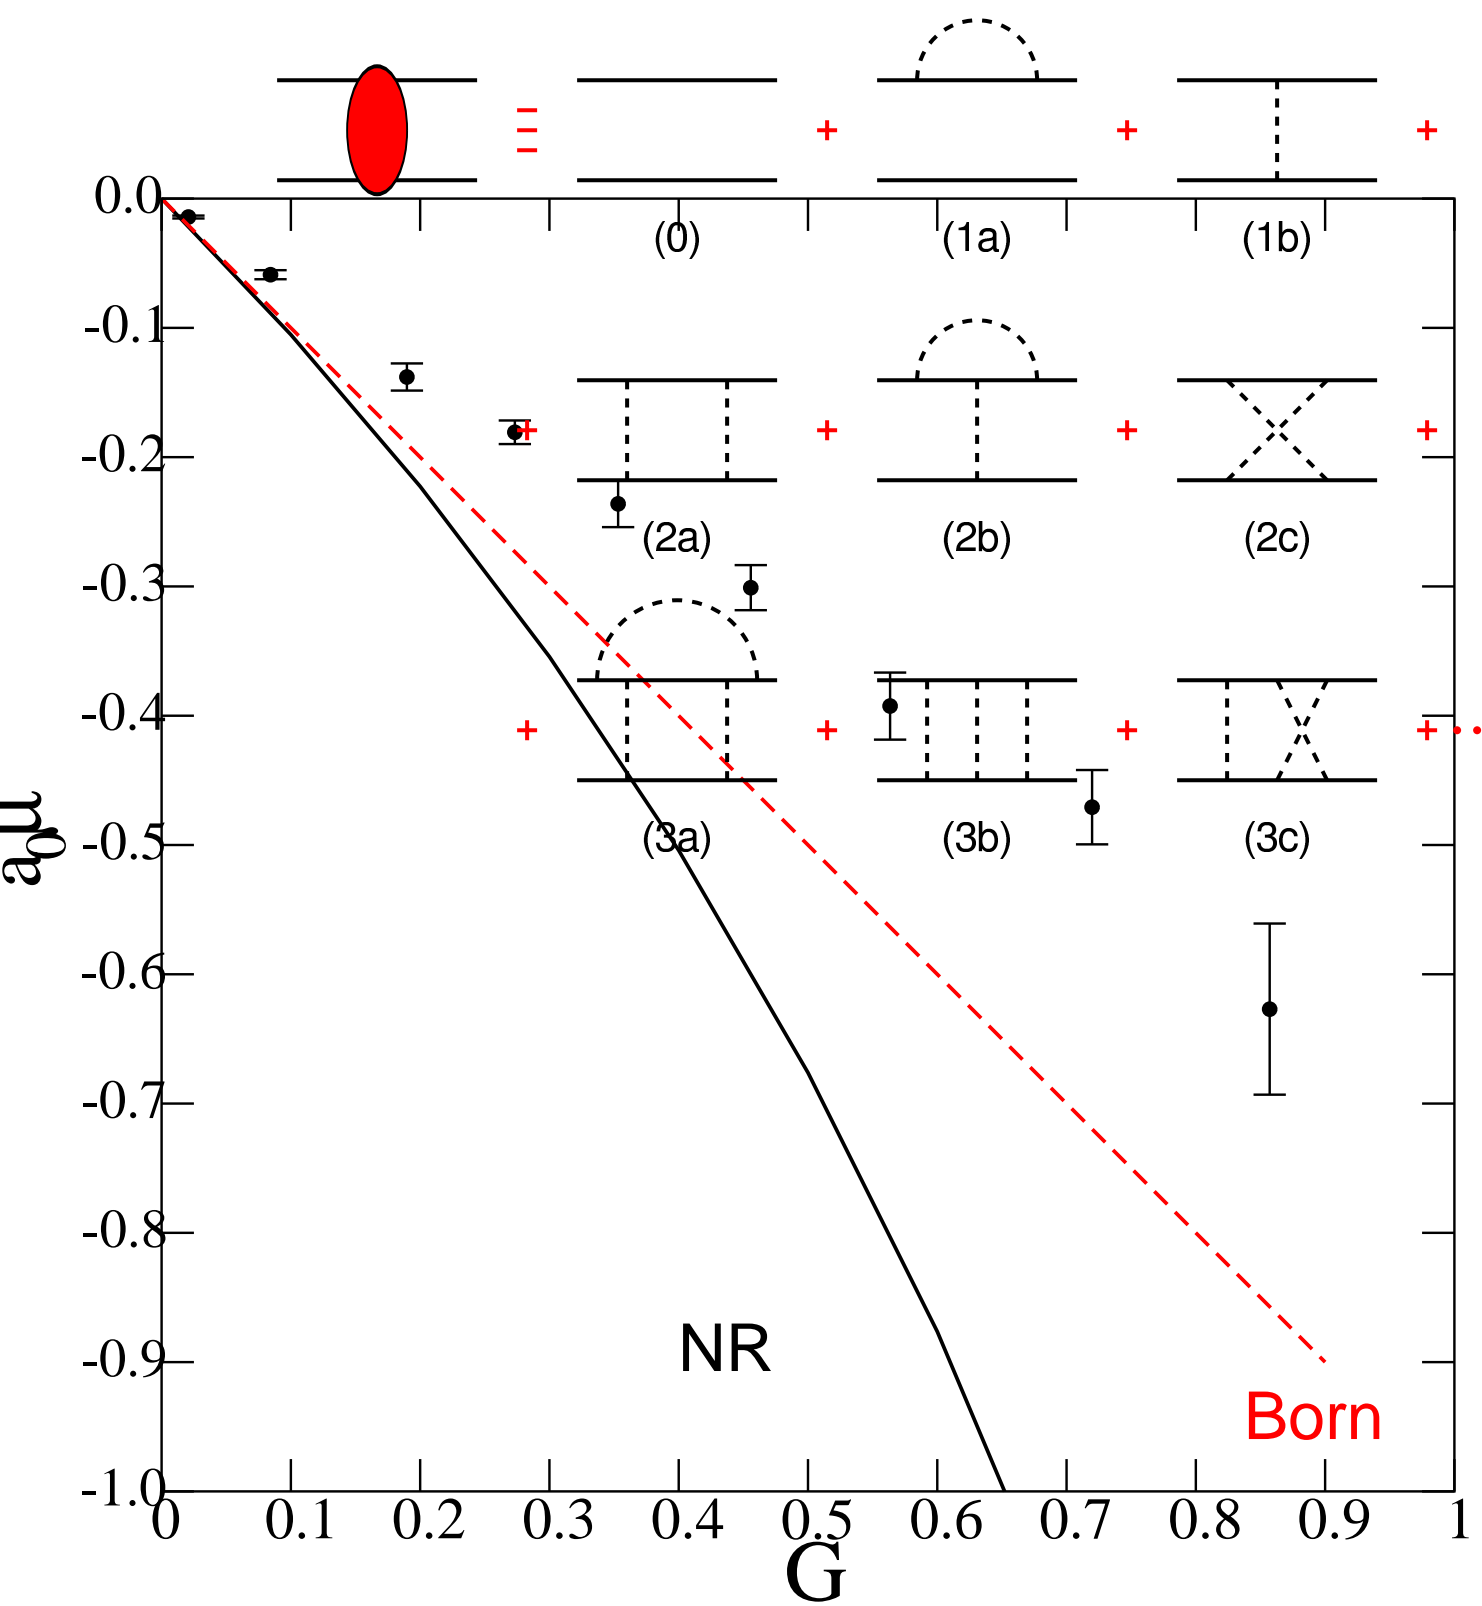 = + + +
0.0
(0) (1a) (1b)
-0.1
-0.2 + + + +
(2a) (2b) (2c)
-0.3
-0.4 + + + + ..
a0μ
-0.5 (3a) (3b) (3c)
-0.6
-0.7
-0.8
-0.9 NR
Born
-1.0
0 0.1 0.2 0.3 0.4 0.5 0.6 0.7 0.8 0.9 1
G